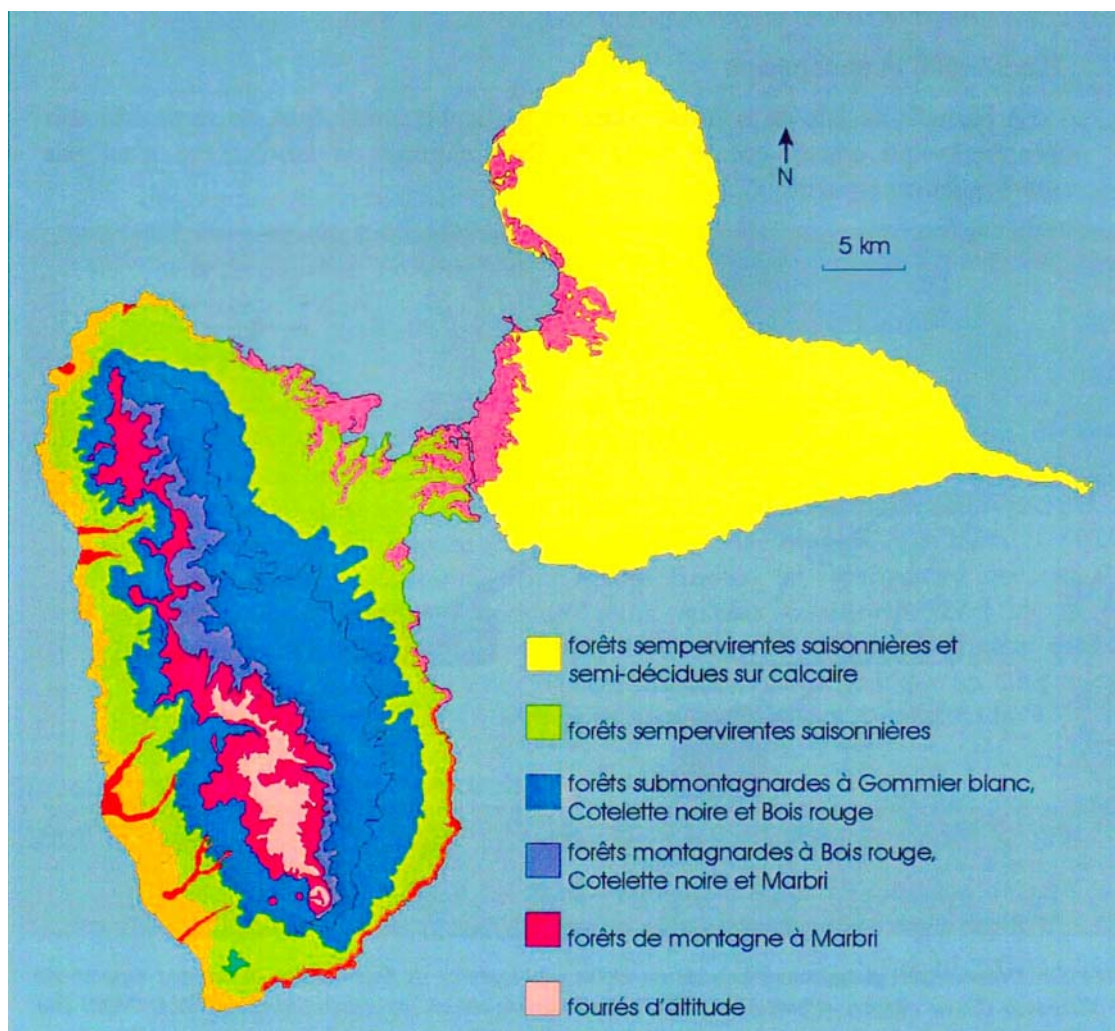 N
5 km
forêts sempervirentes saisonnières et
semi-décidues sur calcaire
forêts sempervirentes saisonnières
forêts submontagnardes à Gommier blanc,
Cotelette noire et Bois rouge
forêts montagnardes à Bois rouge,
Cotelette noire et Marbri
forêts de montagne à Marbri
fourrés d'altitude